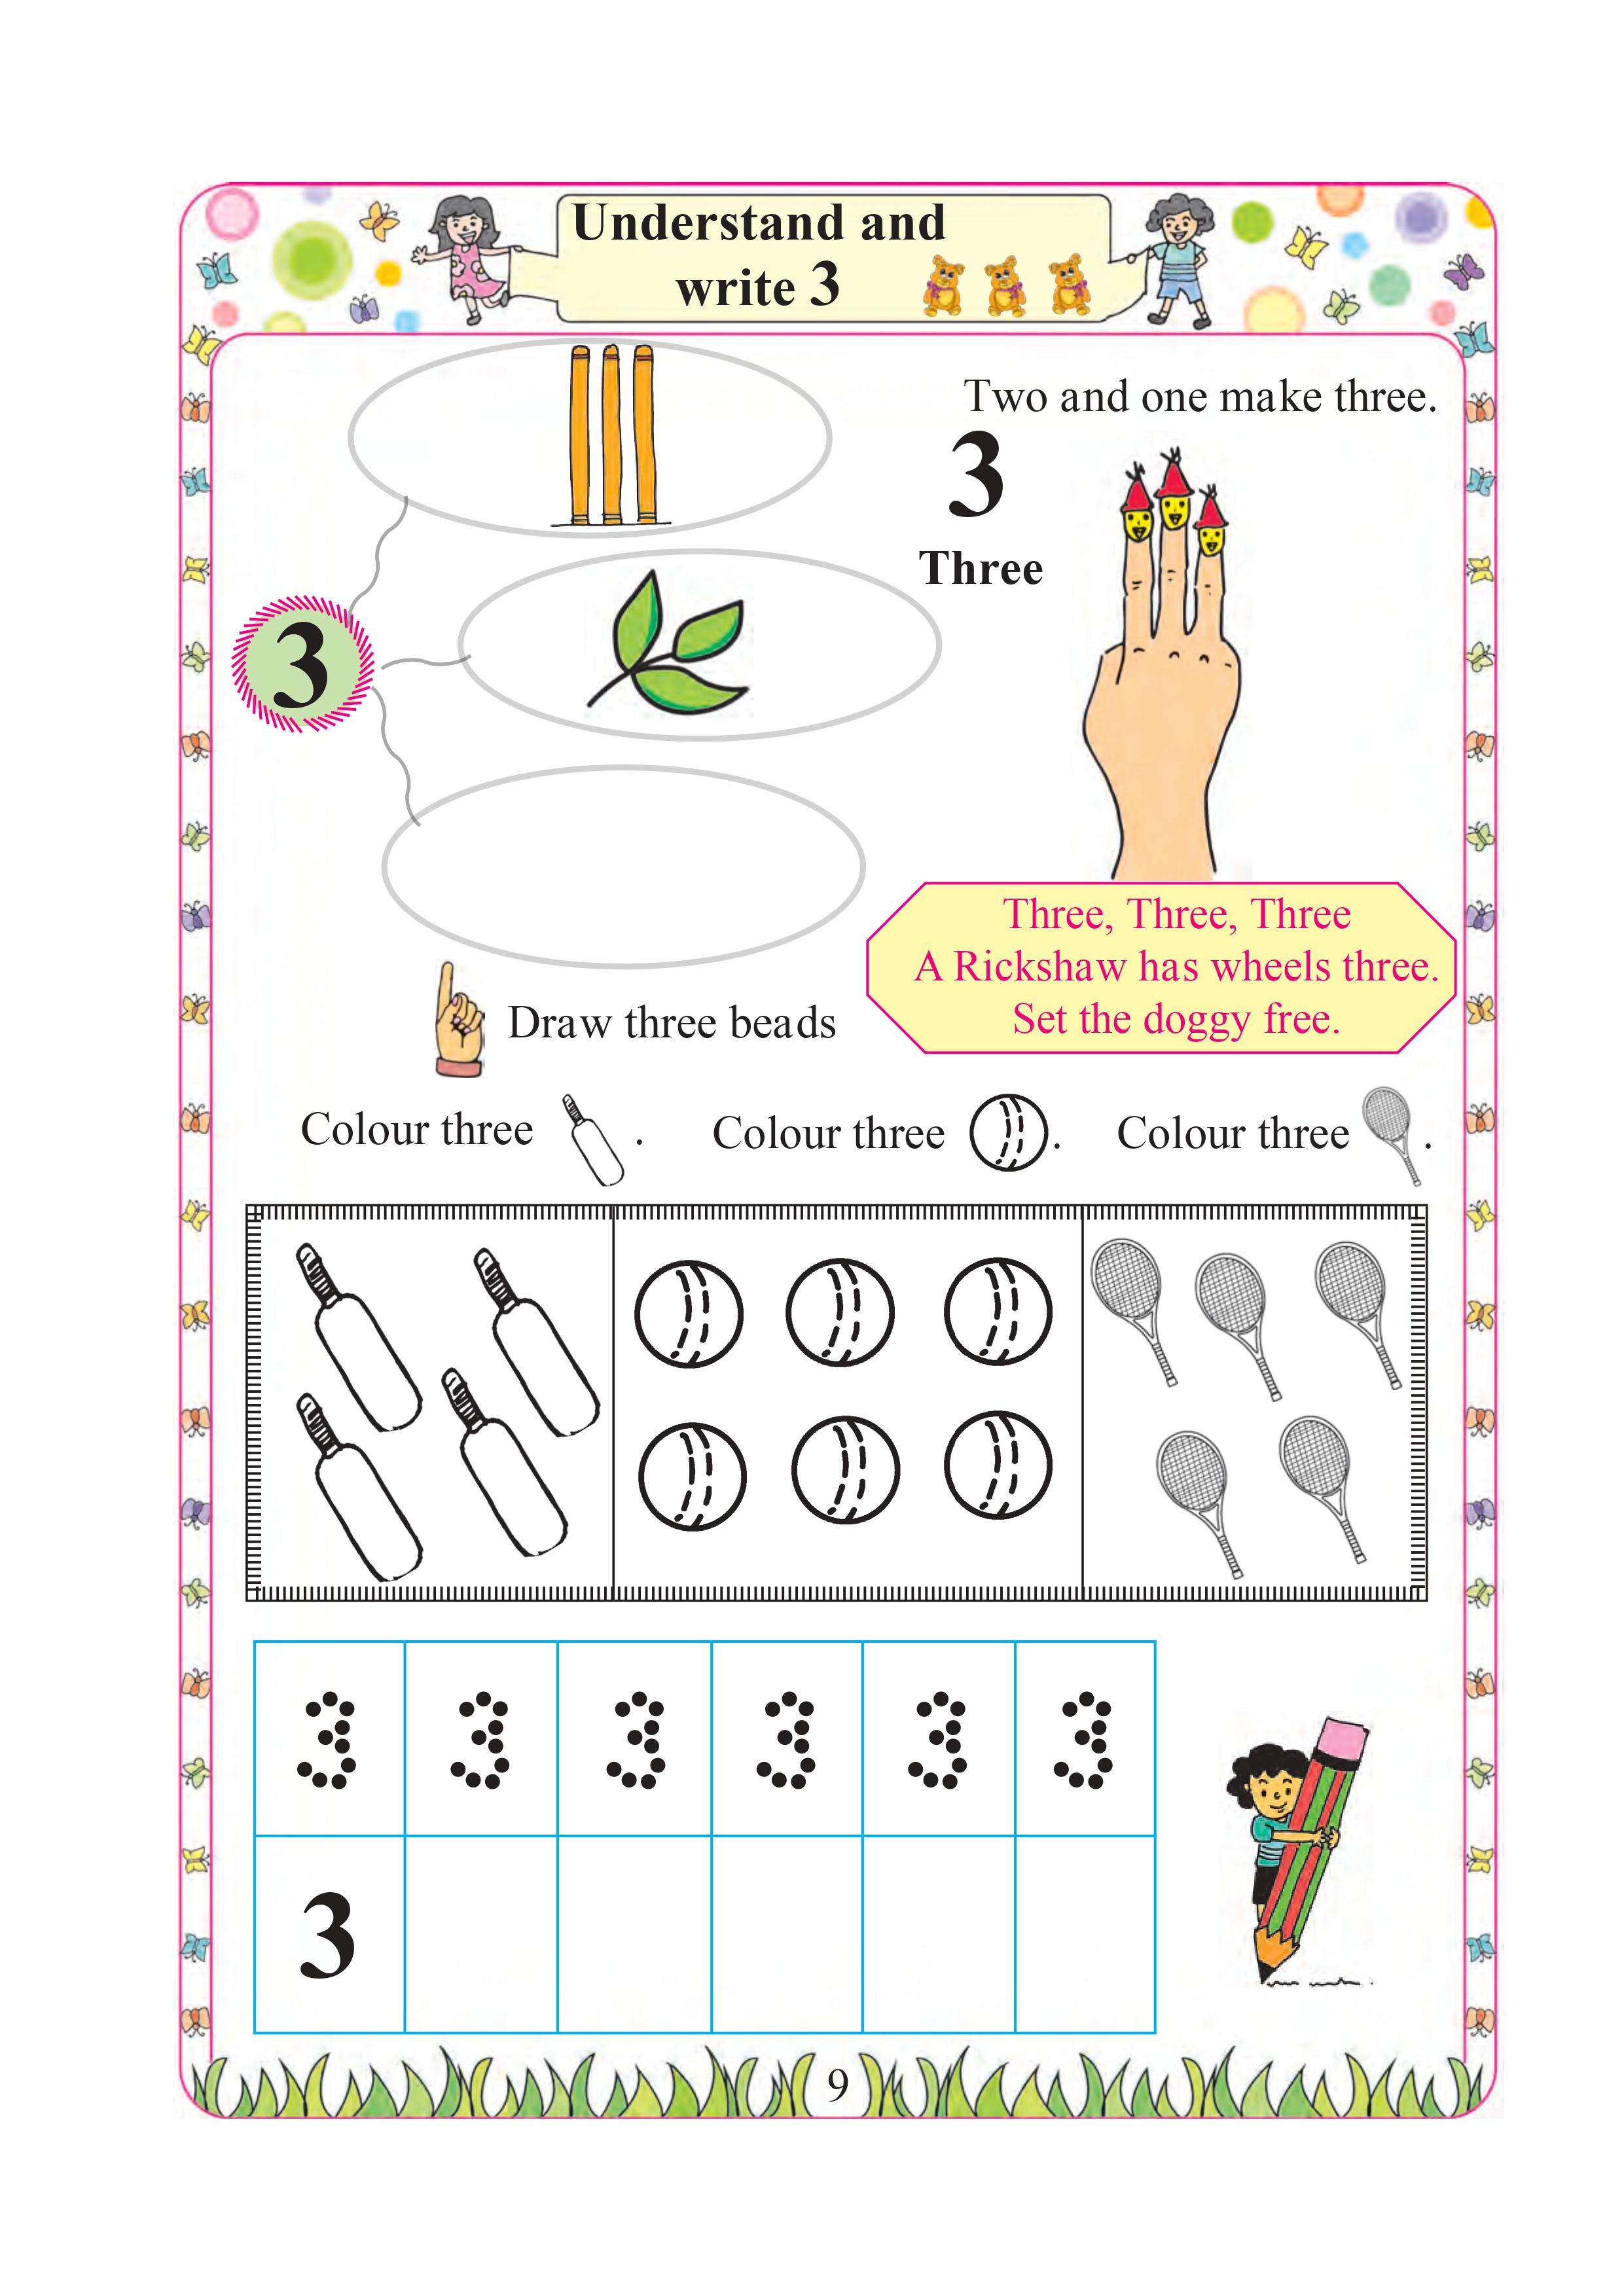 Understand and
write 3
Two and one make three.
3
Three
3
Three, Three, Three
A Rickshaw has wheels three.
Set the doggy free.
Draw three beads
Colour three .
Colour three .
Colour three .
3 3 3 3 3 3
3
9